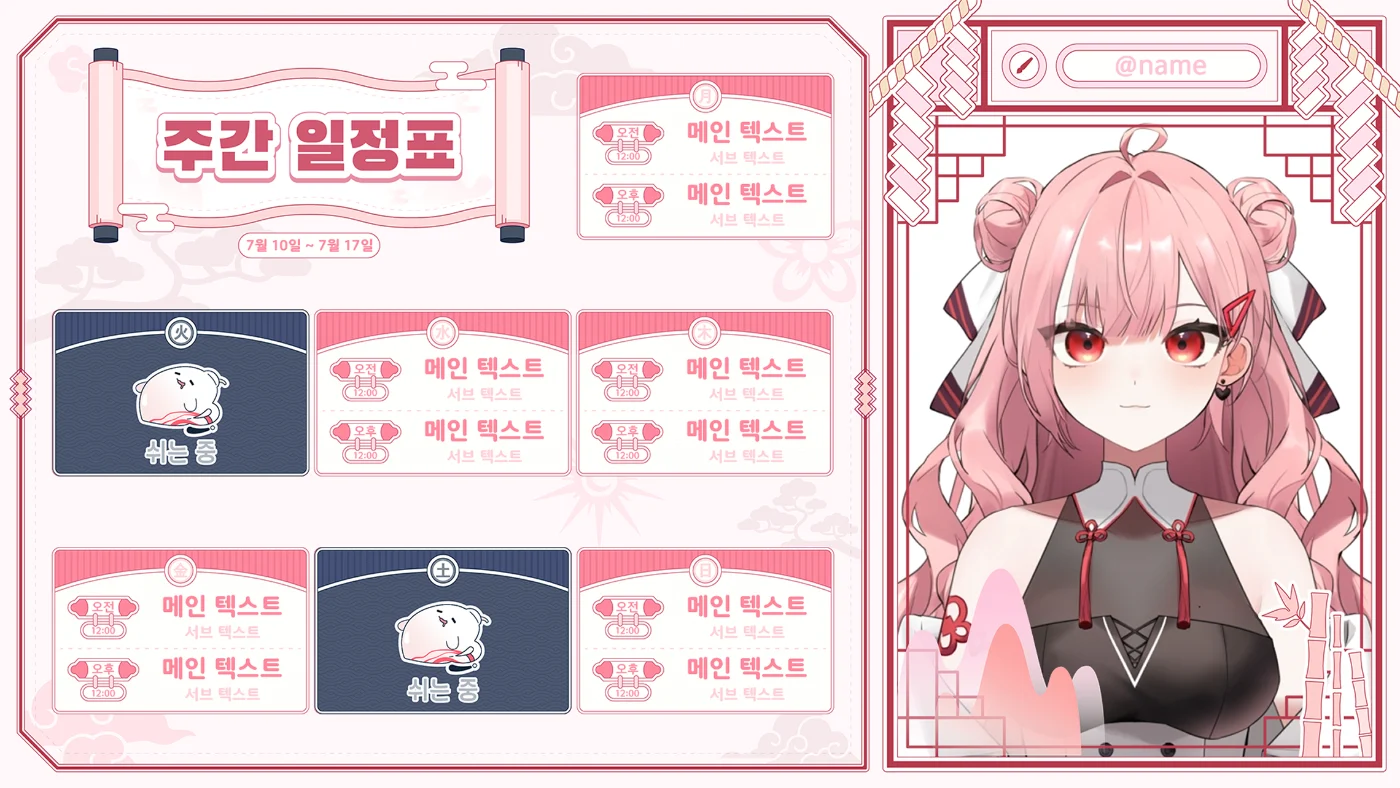 주간 일정표
7월 10일 ~ 7월 17일
月
오전
12:00
메인 텍스트
서브 텍스트
오후
12:00
메인 텍스트
서브 텍스트
@name
火
쉬는 중
水
오전
12:00
메인 텍스트
서브 텍스트
오후
12:00
메인 텍스트
서브 텍스트
木
오전
12:00
메인 텍스트
서브 텍스트
오후
12:00
메인 텍스트
서브 텍스트
金
오전
12:00
메인 텍스트
서브 텍스트
오후
12:00
메인 텍스트
서브 텍스트
土
쉬는 중
日
오전
12:00
메인 텍스트
서브 텍스트
오후
12:00
메인 텍스트
서브 텍스트